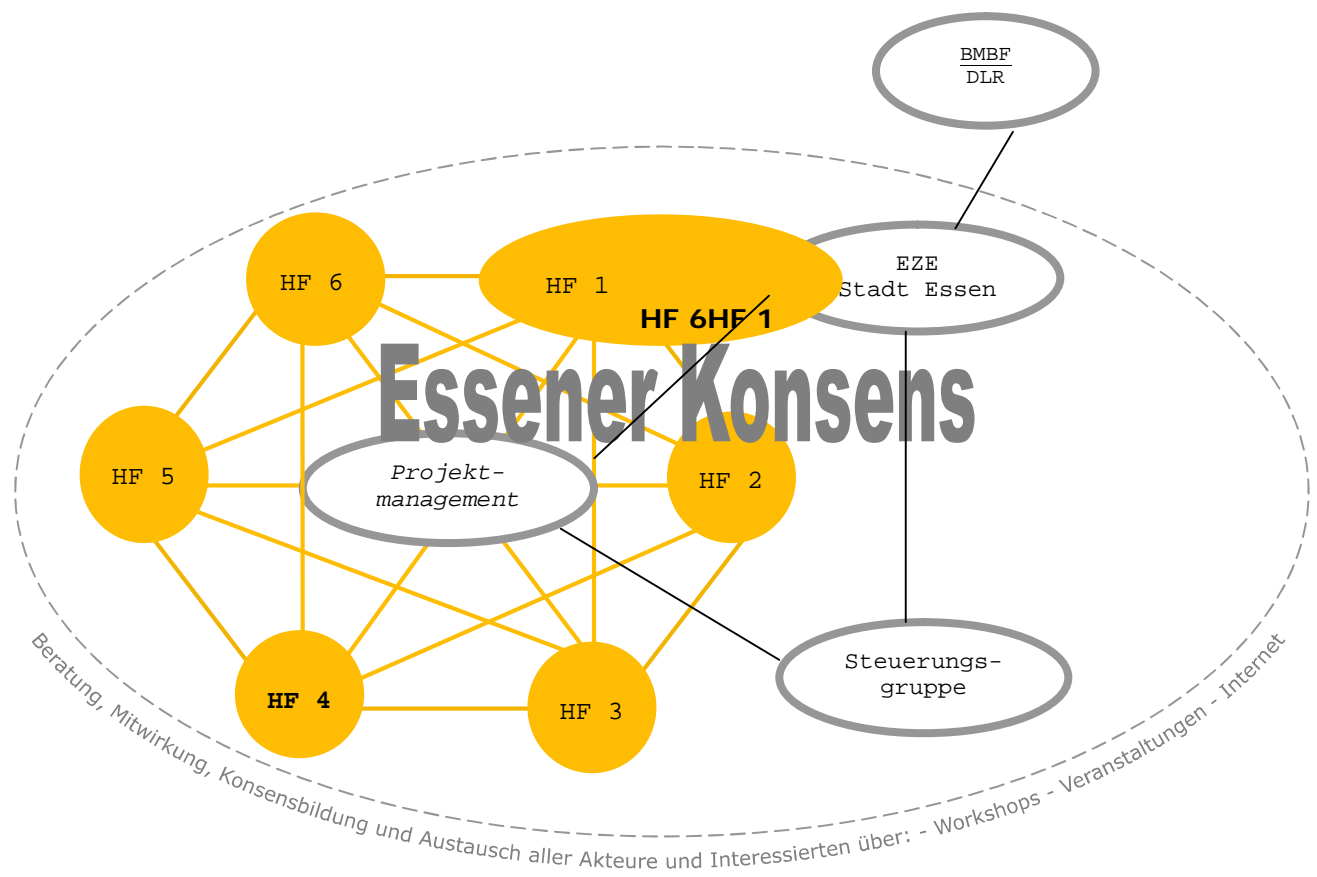 BMBF
DLR
EZE
Stadt Essen
HF 6
HF 1
HF 6HF 1
Essener Konsens
HF 5
Projekt-
management
HF 2
HF 4
HF 3
Steuerungs-
gruppe
Beratung, Mitwirkung, Konsensbildung und Austausch aller Akteure und Interessierten über: - Workshops - Veranstaltungen - Internet